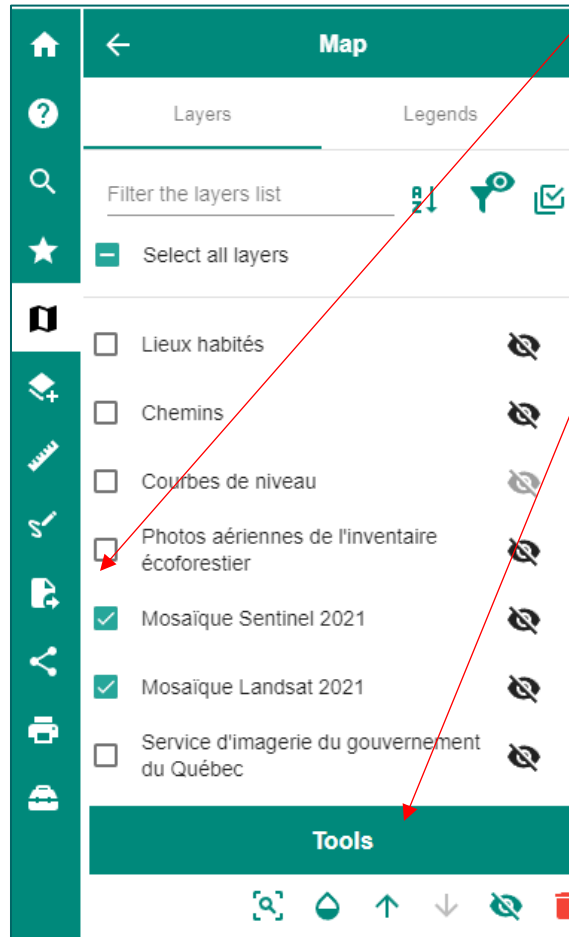 Map
Layers Legends
Filter the layers list
Select all layers
Lieux habités
Chemins
Courbes de niveau
Photos aériennes de l'inventaire
écoforestier
Mosaïque Sentinel 2021
Mosaïque Landsat 2021
Service d'imagerie du gouvernement
du Québec
Tools